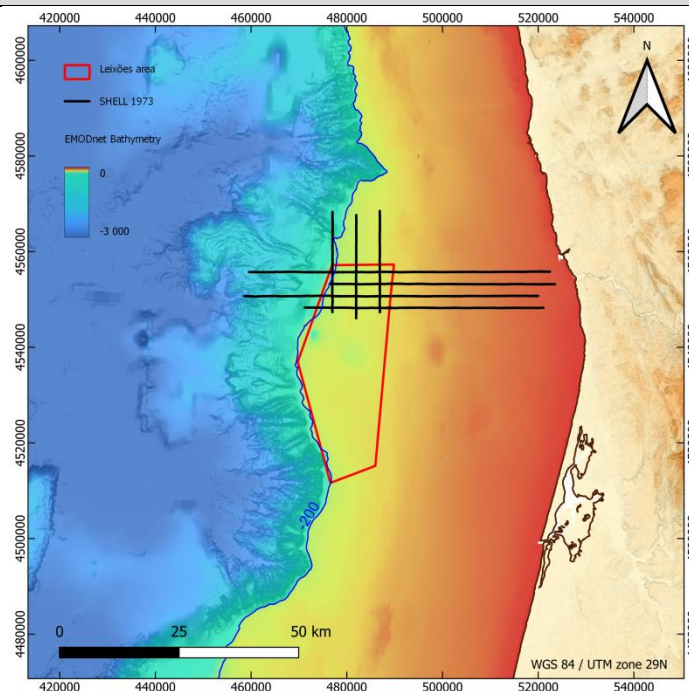 420000 440000 460000 480000 500000 520000 540000
4600000
4580000
4560000
4540000
4520000
4500000
4480000
Leixões area
SHELL 1973
EMODnet Bathymetry
0
-3 000
N
-200
0 25 50 km
WGS 84 / UTM zone 29N
420000 440000 460000 480000 500000 520000 540000